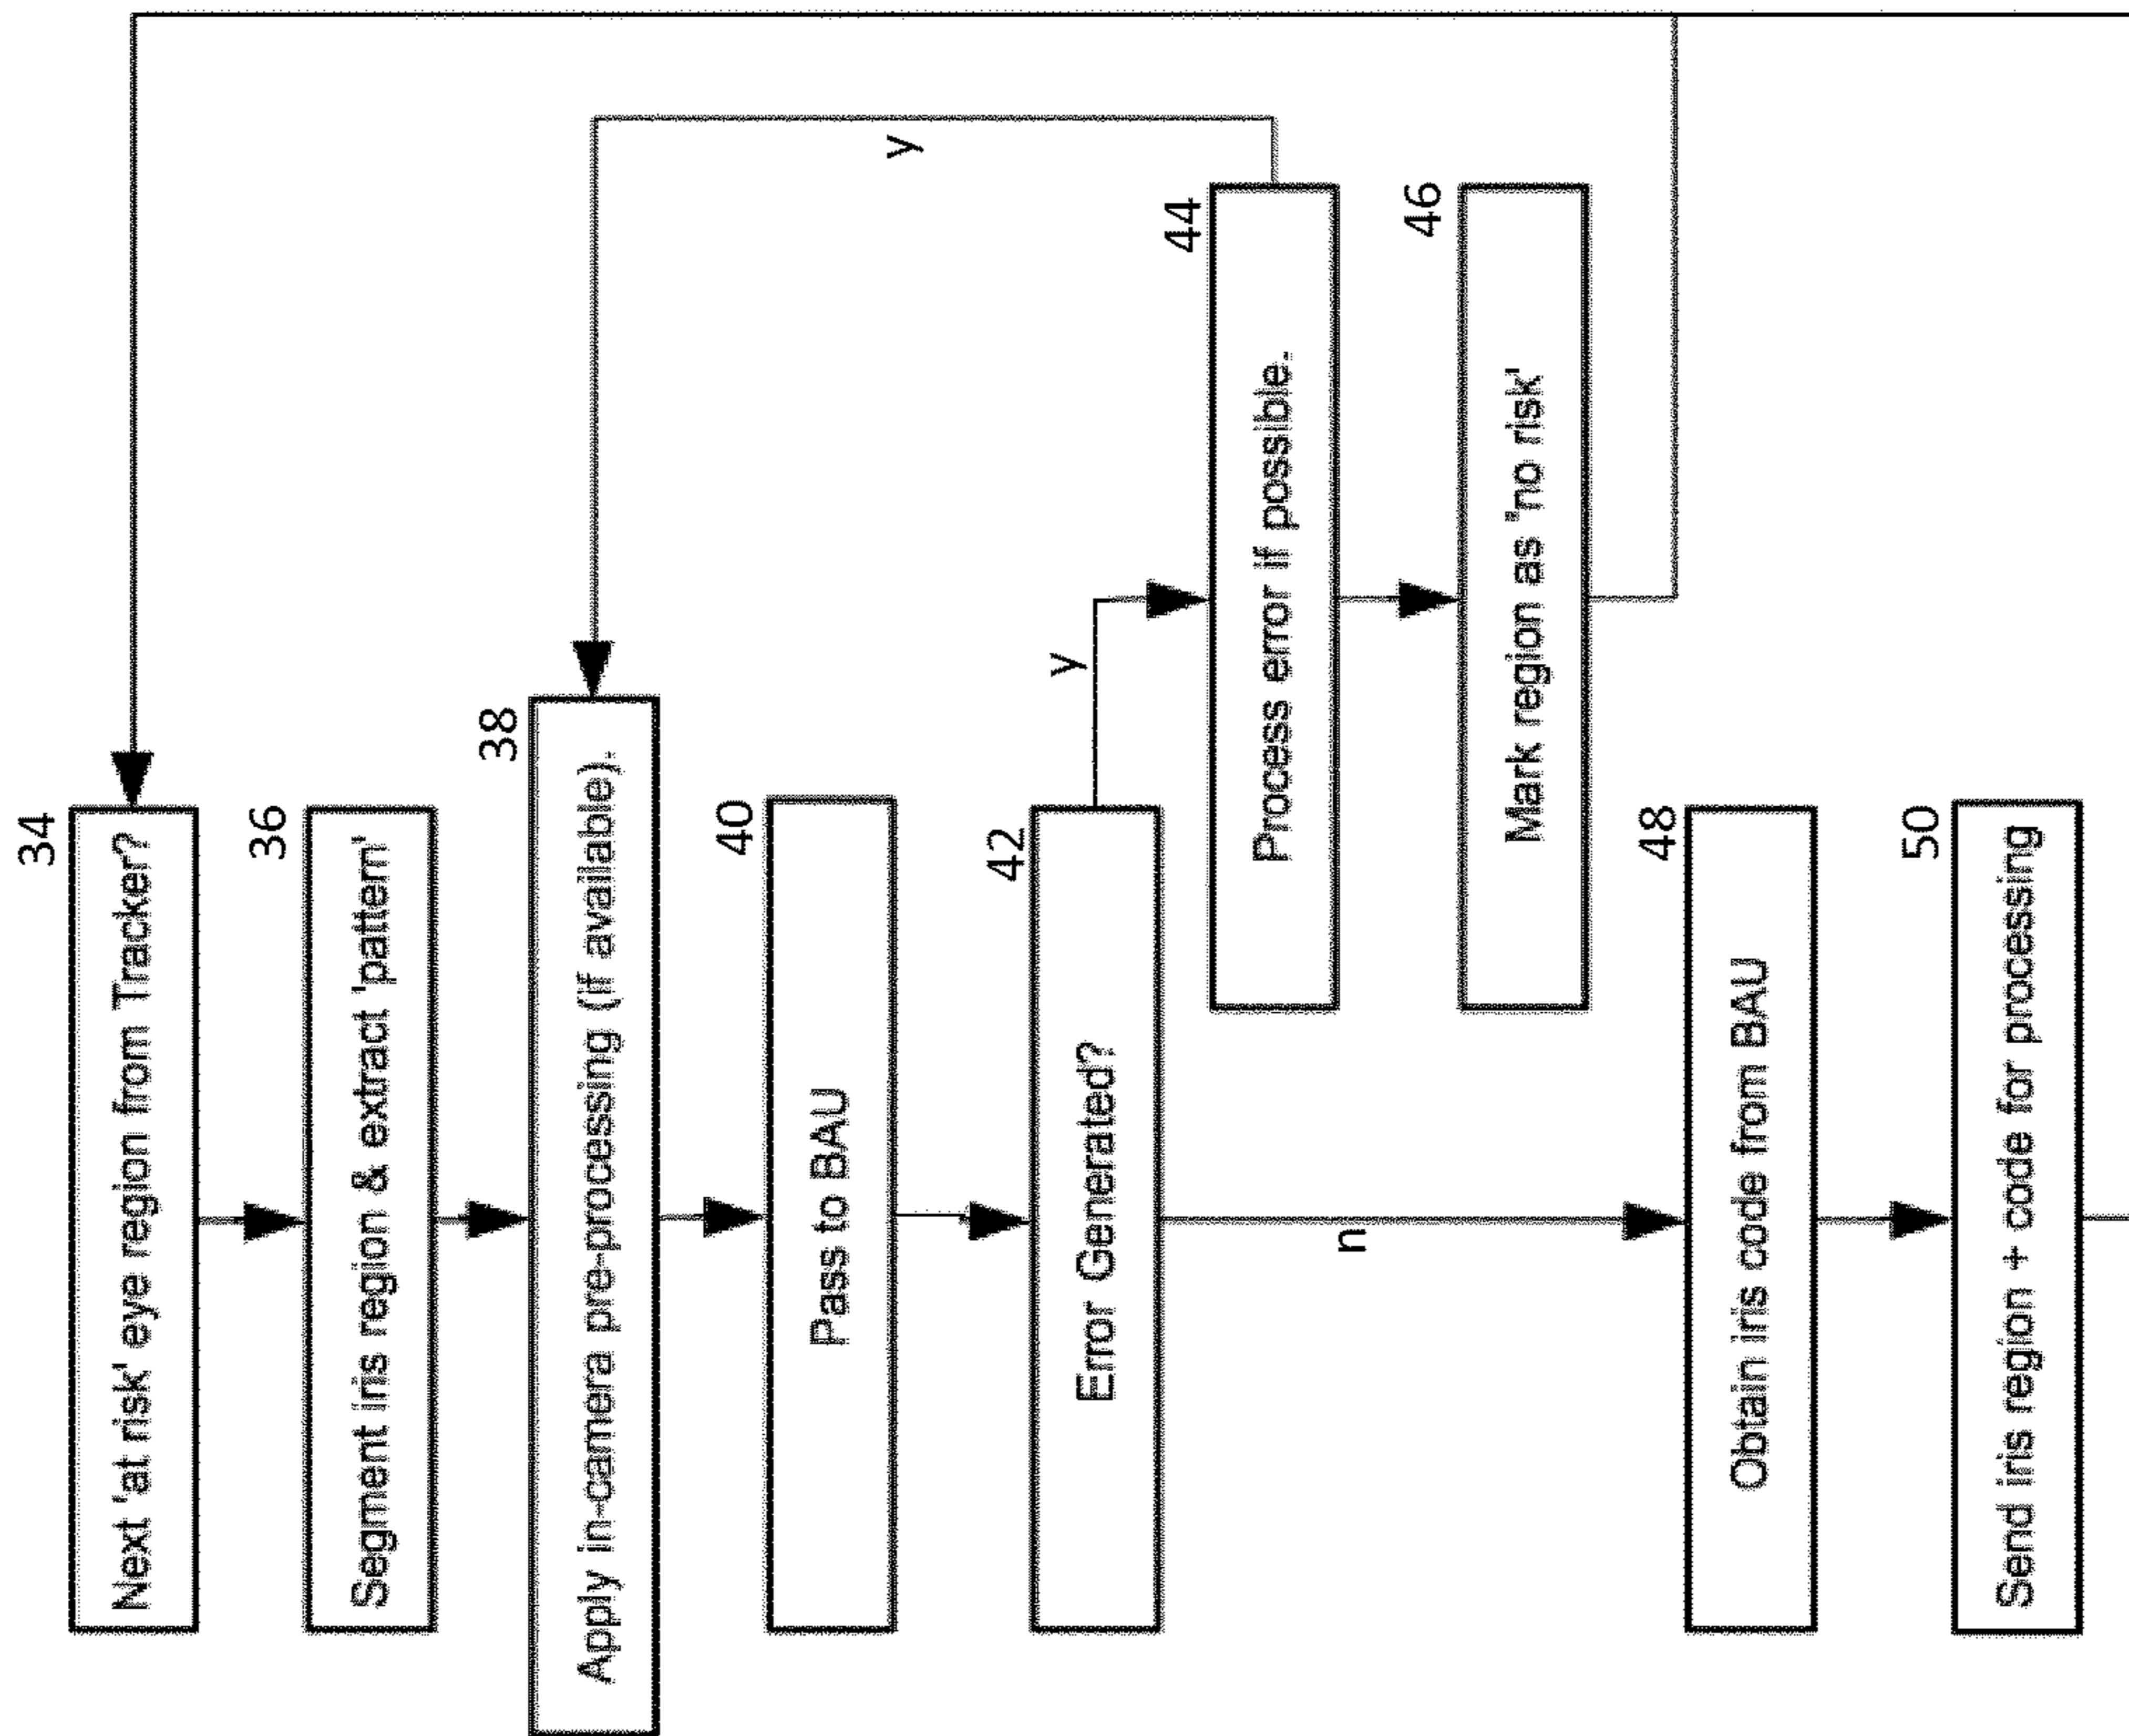 34
Next 'at risk' eye region from Tracker?
36
Segment iris region & extract 'pattern'
38
Apply in-camera pre-processing (if available).
y
40
Pass to BAU
42
Error Generated?
y
44
Process error if possible.
46
Mark region as "no risk'
n
48
Obtain iris code from BAU
50
Send iris region + code for processing